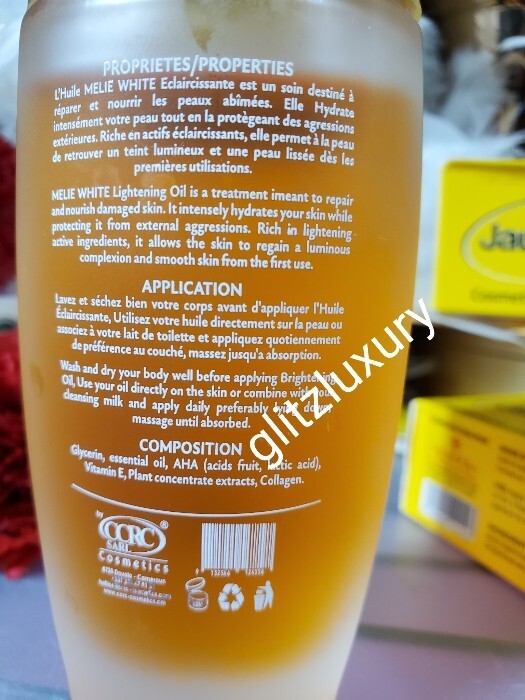 PROPRIETES/PROPERTIES
L'Huile MELIE WHITE Eclaircissante est un soin destiné à
réparer et nourrir les peaux abîmées. Elle Hydrate
intensément votre peau tout en la protégeant des agressions
extérieures. Riche en actifs éclaircissants, elle permet à la peau
de retrouver un teint lumineux et une peau lissée dès les
premières utilisations.
MELIE WHITE Lightening Oil is a treatment imeant to repair
and nourish damaged skin. It intensely hydrates your skin while
protecting it from external aggressions. Rich in lightening
active ingredients, it allows the skin to regain a luminous
complexion and smooth skin from the first use.
APPLICATION
Lavez et séchez bien votre corps avant d'appliquer l'Huile
Éclaircissante, Utilisez votre huile directement sur la peau ou
associez à votre lait de toilette et appliquez quotiennement
de préférence au couché, massez jusqu'à absorption.
Wash and dry your body well before applying Brightening
Oil, Use your oil directly on the skin or combine with your
cleansing milk and apply daily preferably lying down,
massage until absorbed.
COMPOSITION
Glycerin, essential oil, AHA (acids fruit, lactic acid),
Vitamin E, Plant concentrate extracts, Collagen.
by
CCRC
SARL
®
Cosmetics
Douala - Cameroun
glitzluxury
Jau